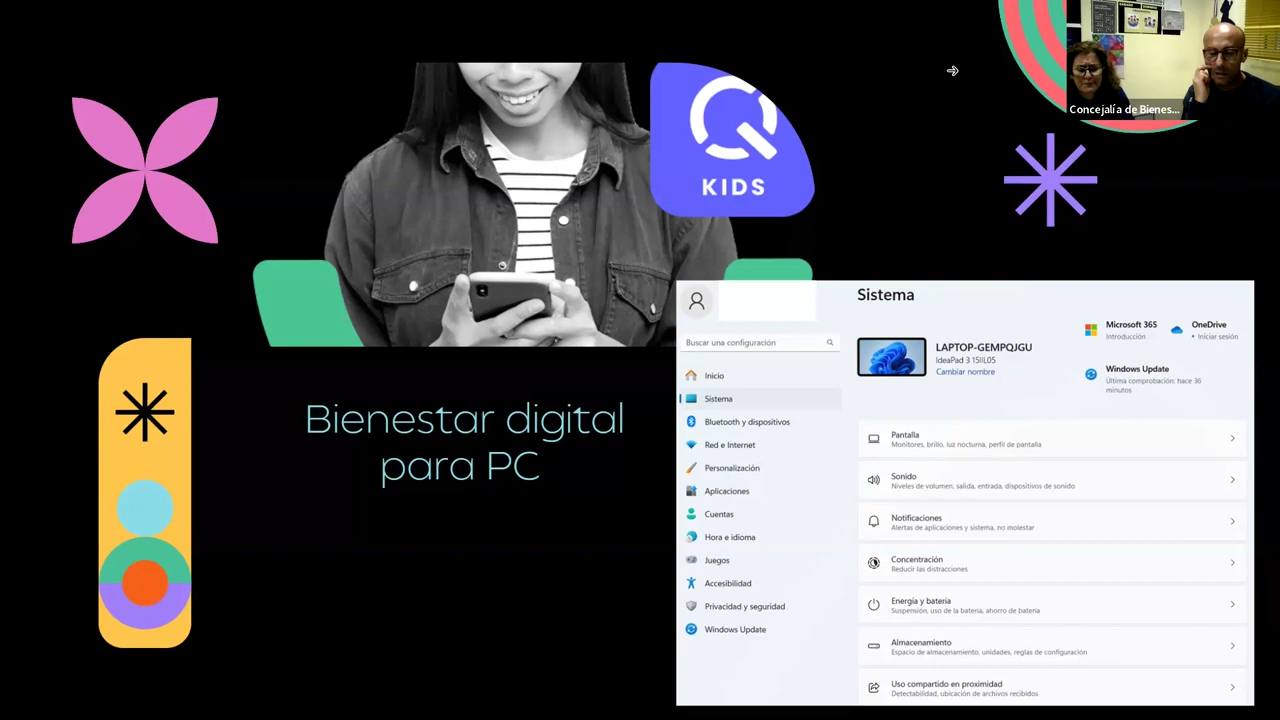 Concejalía de Bienes...
KIDS
Bienestar digital
para PC
Sistema
Buscar una configuración
Inicio
Sistema
Bluetooth y dispositivos
Red e Internet
Personalización
Aplicaciones
Cuentas
Hora e idioma
Juegos
Accesibilidad
Privacidad y seguridad
Windows Update
LAPTOP-GEMPQJGU
IdeaPad 3 15IIL05
Cambiar nombre
Microsoft 365
Introducción
OneDrive
• Iniciar sesión
Windows Update
Última comprobación: hace 36
minutos
Pantalla
Monitores, brillo, luz nocturna, perfil de pantalla
Sonido
Niveles de volumen, salida, entrada, dispositivos de sonido
Notificaciones
Alertas de aplicaciones y sistema, no molestar
Concentración
Reducir las distracciones
Energía y batería
Suspensión, uso de la batería, ahorro de batería
Almacenamiento
Espacio de almacenamiento, unidades, reglas de configuración
Uso compartido en proximidad
Detectabilidad, ubicación de archivos recibidos